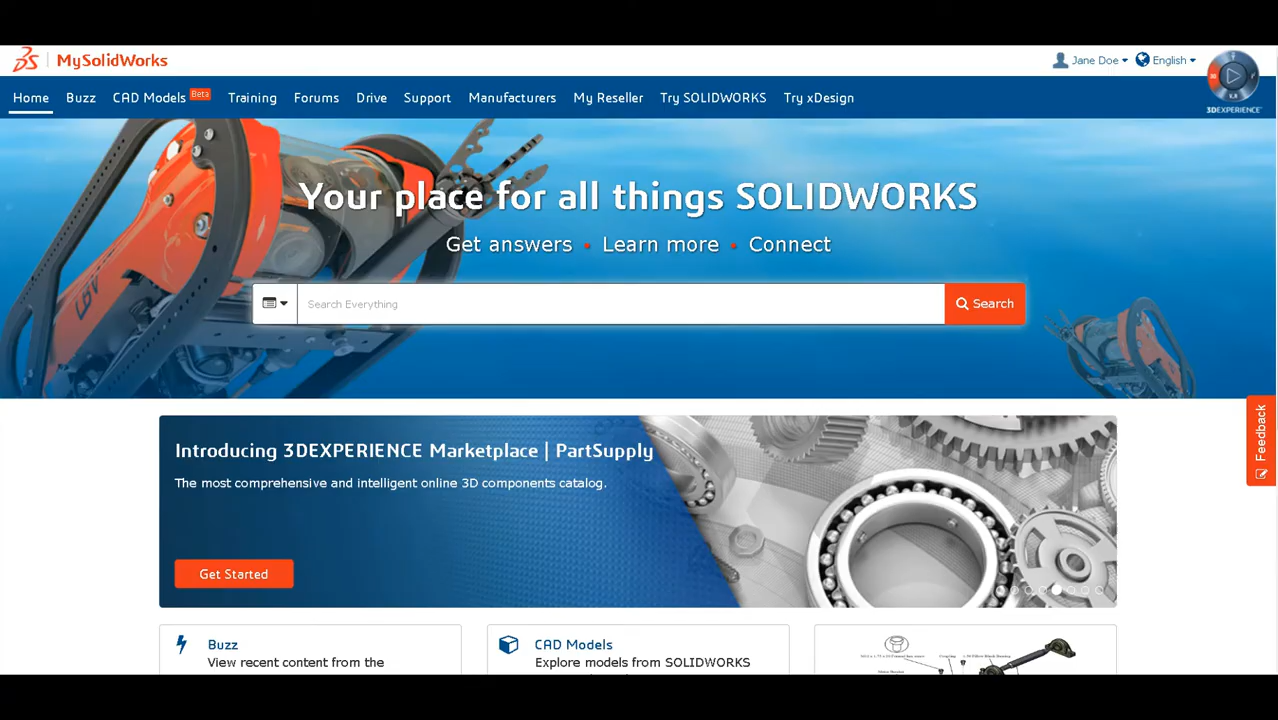 MySolidWorks
Jane Doe
English
Home Buzz CAD Models Beta Training Forums Drive Support Manufacturers My Reseller Try SOLIDWORKS Try xDesign
3DEXPERIENCE
Your place for all things SOLIDWORKS
Get answers • Learn more • Connect
LBV
Search Everything
Search
Feedback
Introducing 3DEXPERIENCE Marketplace | PartSupply
The most comprehensive and intelligent online 3D components catalog.
Get Started
Buzz
View recent content from the
CAD Models
Explore models from SOLIDWORKS